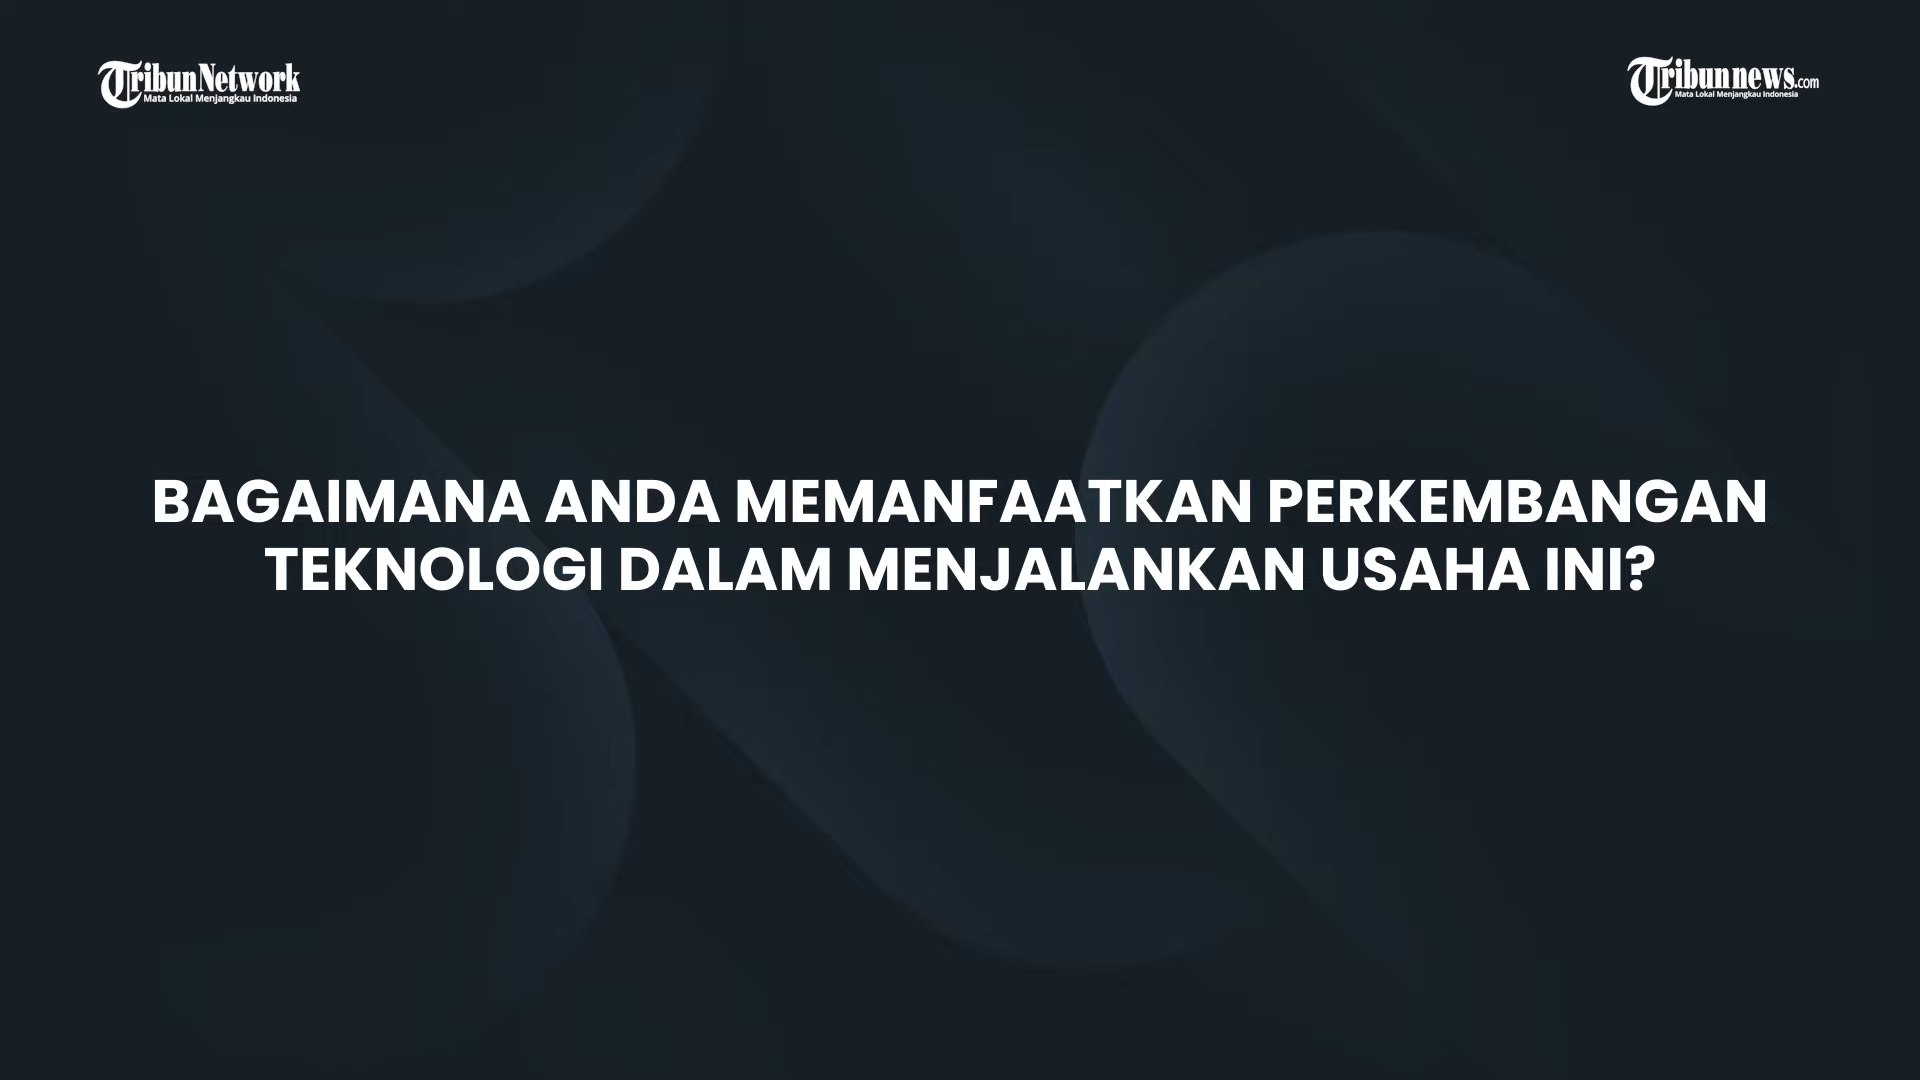 TribunNetwork
Mata Lokal Menjangkau Indonesia
Tribunnews.com
Mata Lokal Menjangkau Indonesia
BAGAIMANA ANDA MEMANFAATKAN PERKEMBANGAN
TEKNOLOGI DALAM MENJALANKAN USAHA INI?